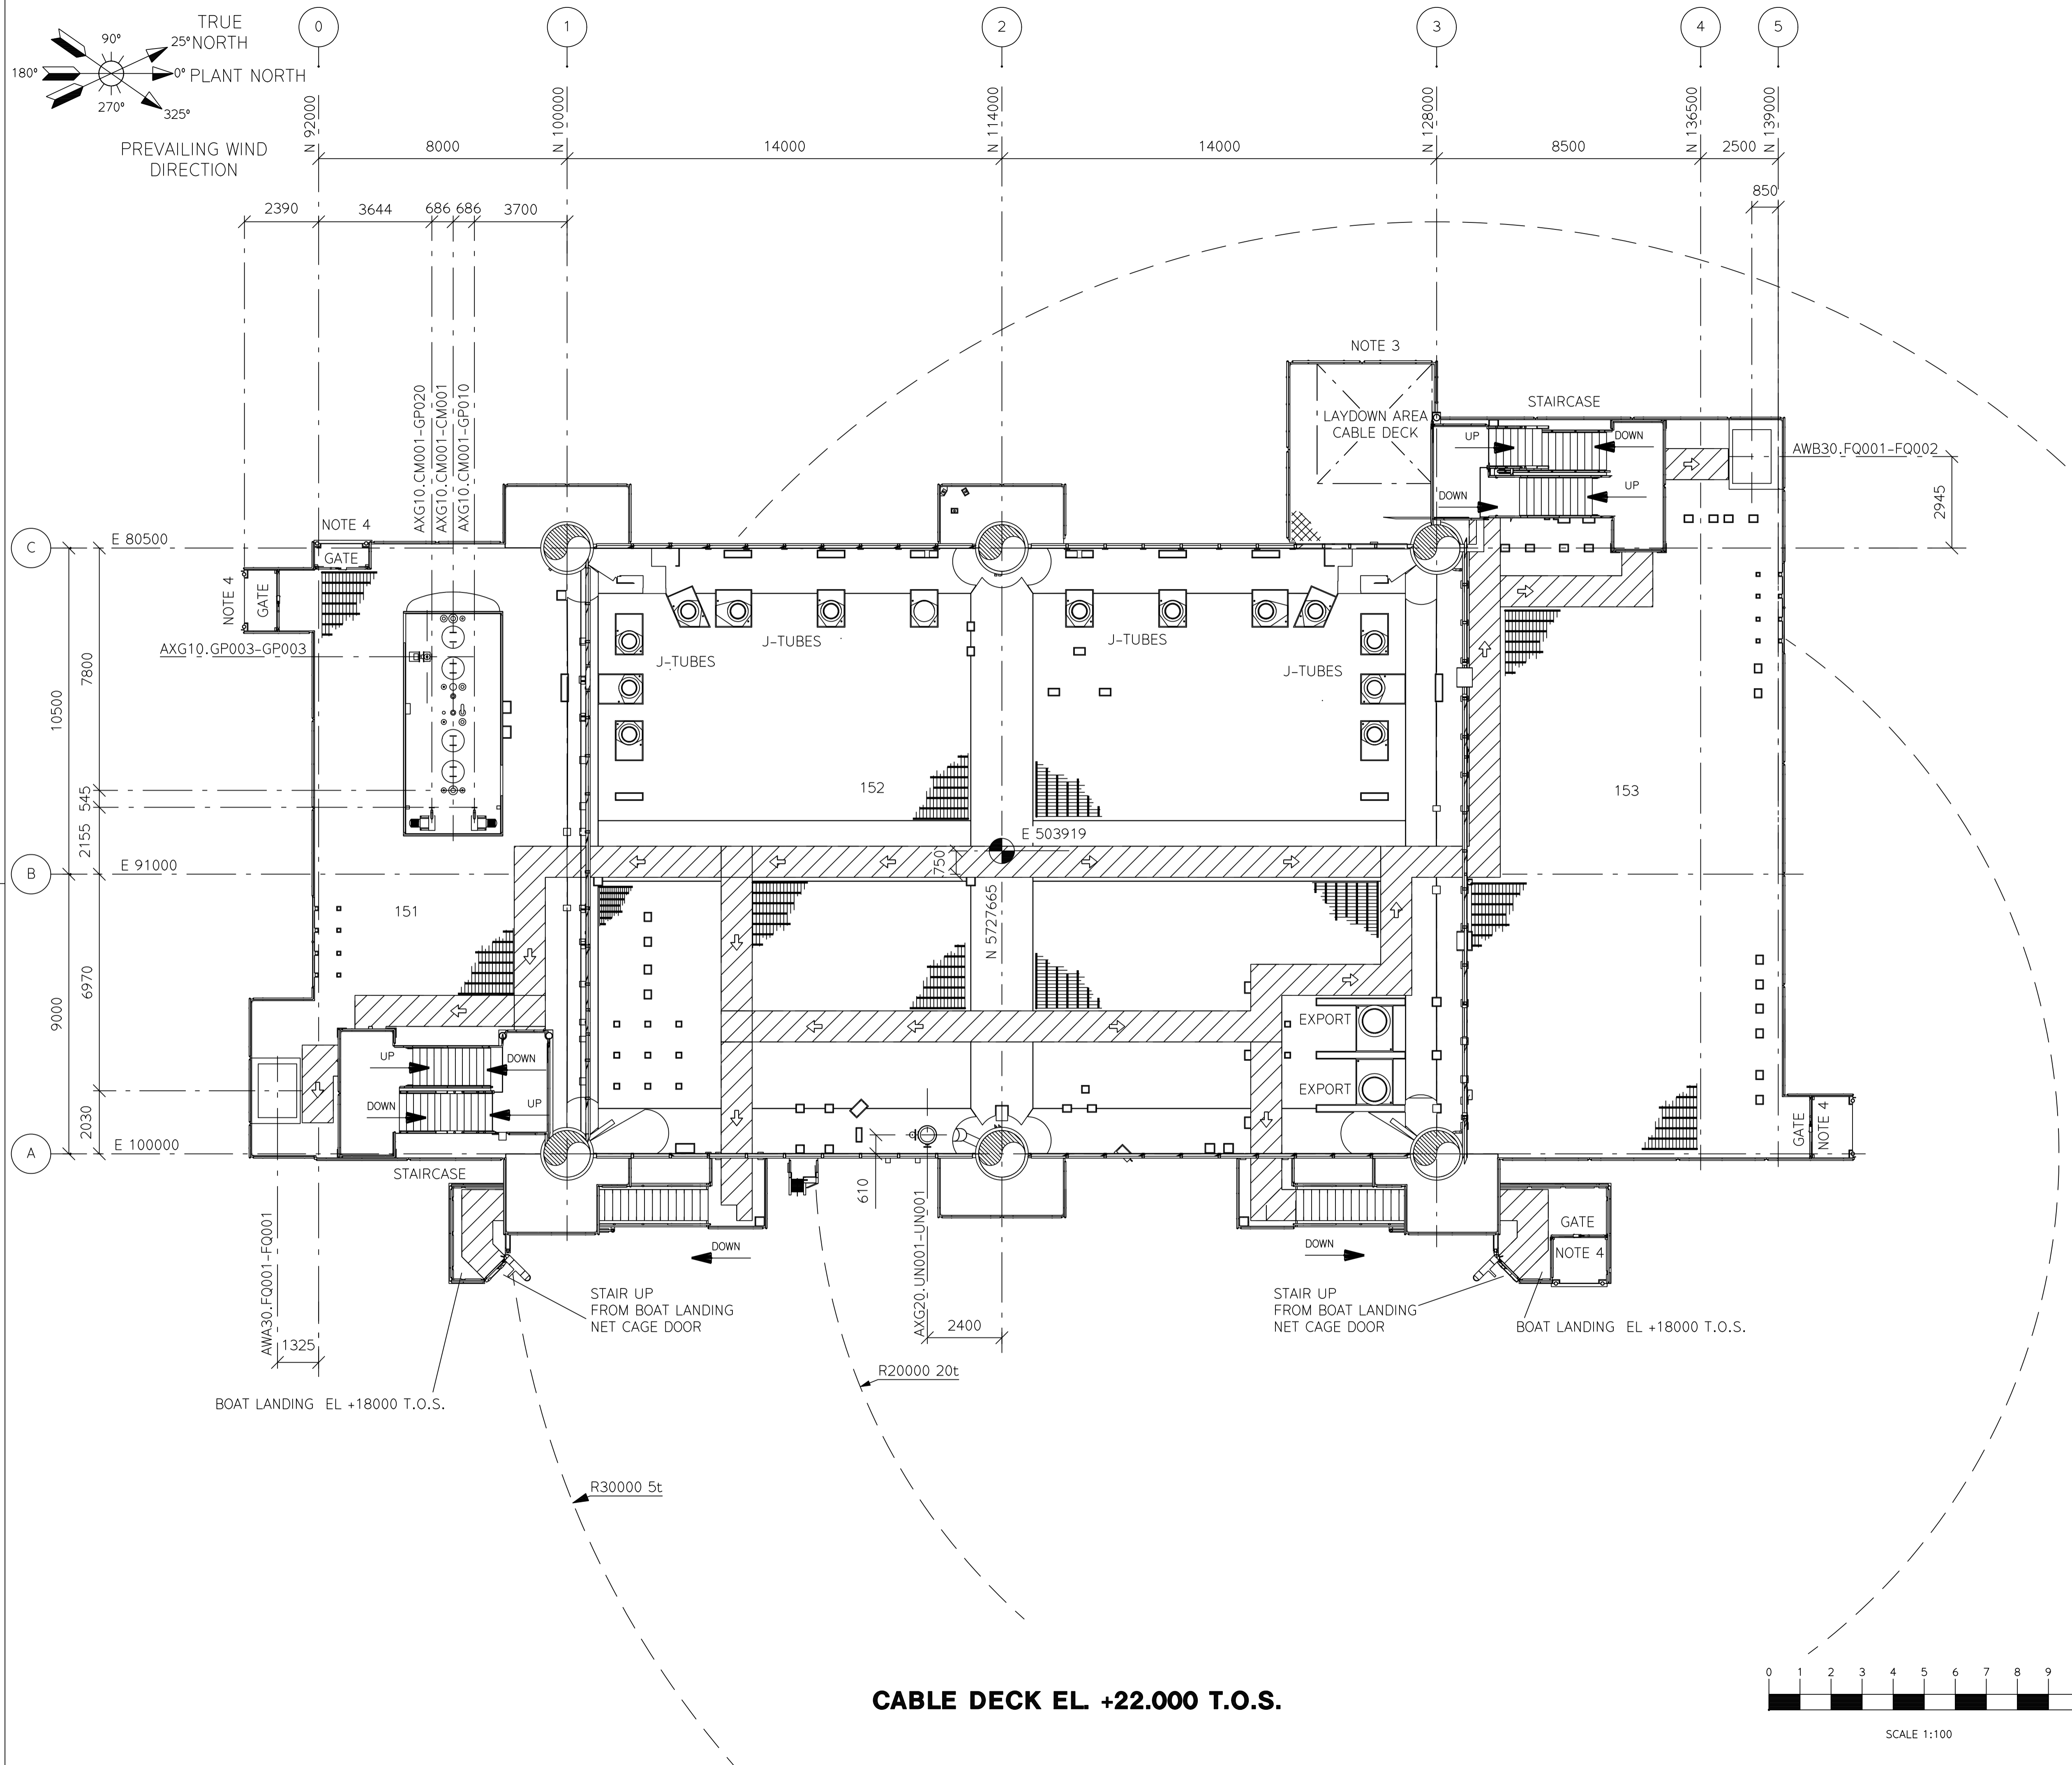 TRUE
NORTH
90°
25°
180°
0° PLANT NORTH
270°
325°
PREVAILING WIND
DIRECTION
0
1
2
3
4
5
N 92000
N 100000
N 114000
N 128000
N 136500
N 139000
8000
14000
14000
8500
2500
850
2390
3644
686
686
3700
AXG10.CM001-GP020
AXG10.CM001-CM001
AXG10.CM001-GP010
NOTE 3
LAYDOWN AREA
CABLE DECK
STAIRCASE
UP
DOWN
DOWN
UP
AWB30.FQ001-FQ002
2945
C
E 80500
NOTE 4
GATE
NOTE 4
GATE
AXG10.GP003-GP003
J-TUBES
J-TUBES
J-TUBES
J-TUBES
10500
7800
545
2155
152
153
E 503919
750
N 5727665
B
E 91000
151
9000
6970
2030
EXPORT
EXPORT
UP
DOWN
DOWN
UP
A
E 100000
STAIRCASE
GATE
NOTE 4
610
AXG20.UN001-UN001
2400
AWA30.FQ001-FQ001
1325
DOWN
DOWN
GATE
NOTE 4
STAIR UP
FROM BOAT LANDING
NET CAGE DOOR
STAIR UP
FROM BOAT LANDING
NET CAGE DOOR
BOAT LANDING EL +18000 T.O.S.
BOAT LANDING EL +18000 T.O.S.
R20000 20t
R30000 5t
CABLE DECK EL. +22.000 T.O.S.
0 1 2 3 4 5 6 7 8 9
SCALE 1:100